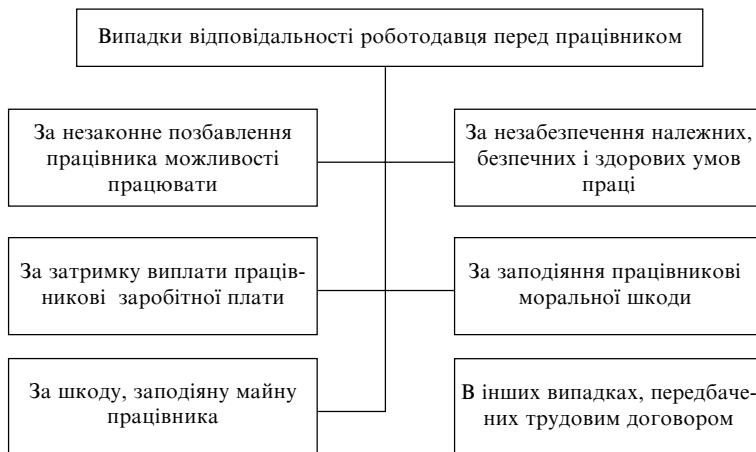 Випадки відповідальності роботодавця перед працівником
За незаконне позбавлення
працівника можливості
працювати
За незабезпечення належних,
безпечних і здорових умов
праці
За затримку виплати праців-
никові заробітної плати
За заподіяння працівникові
моральної шкоди
За шкоду, заподіяну майну
працівника
В інших випадках, передбаче-
них трудовим договором